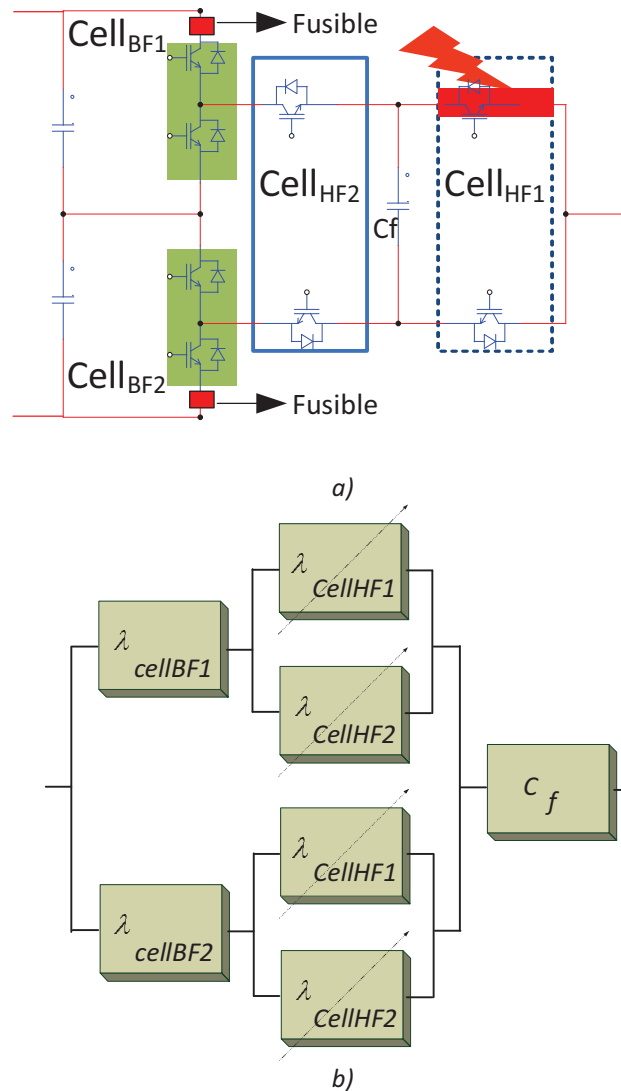 Cell_BF1
Fusible
Cell_HF2
Cell_HF1
Cf
Cell_BF2
Fusible
a)
λ CellHF1
λ cellBF1
λ CellHF2
C f
λ CellHF1
λ cellBF2
λ CellHF2
b)